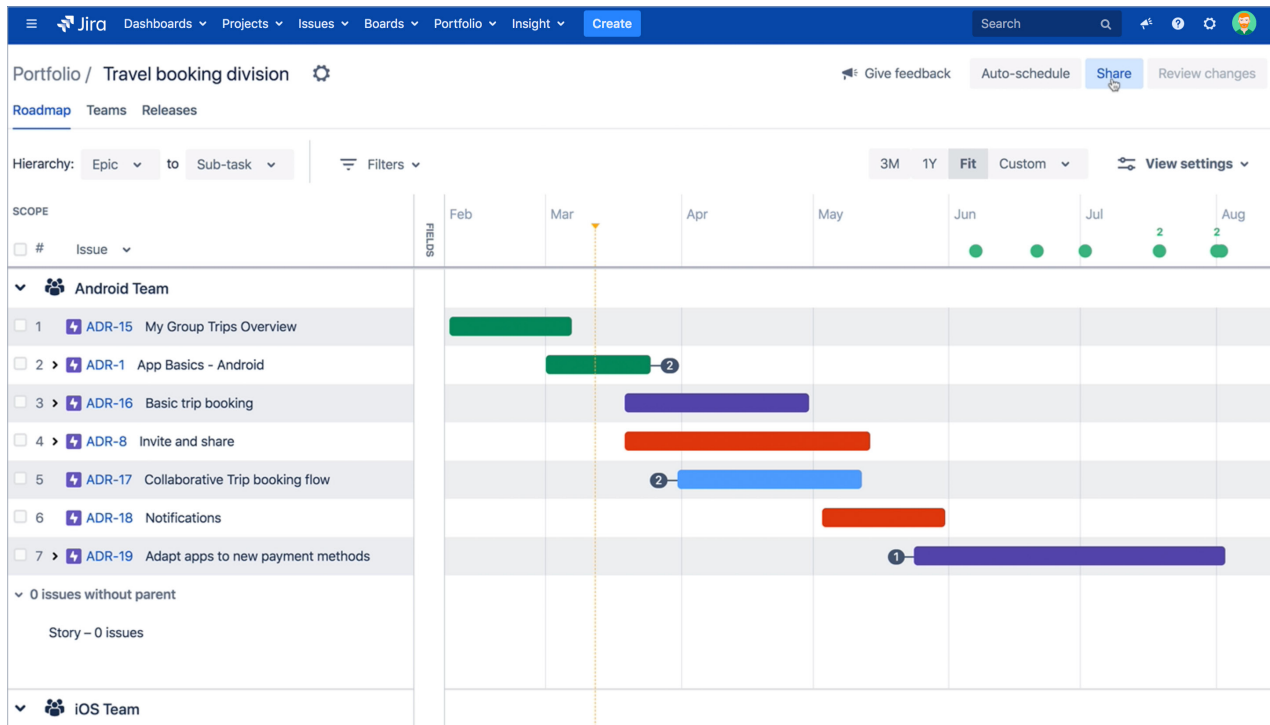 Jira Dashboards Projects Issues Boards Portfolio Insight Create Search
Portfolio / Travel booking division Give feedback Auto-schedule Share Review changes
Roadmap Teams Releases
Hierarchy: Epic to Sub-task Filters 3M 1Y Fit Custom View settings
SCOPE
FIELDS
Feb Mar Apr May Jun Jul Aug
2 2
# Issue
Android Team
1 ADR-15 My Group Trips Overview
2 ADR-1 App Basics - Android 2
3 ADR-16 Basic trip booking
4 ADR-8 Invite and share
5 ADR-17 Collaborative Trip booking flow 2
6 ADR-18 Notifications
7 ADR-19 Adapt apps to new payment methods 1
0 issues without parent
Story – 0 issues
iOS Team